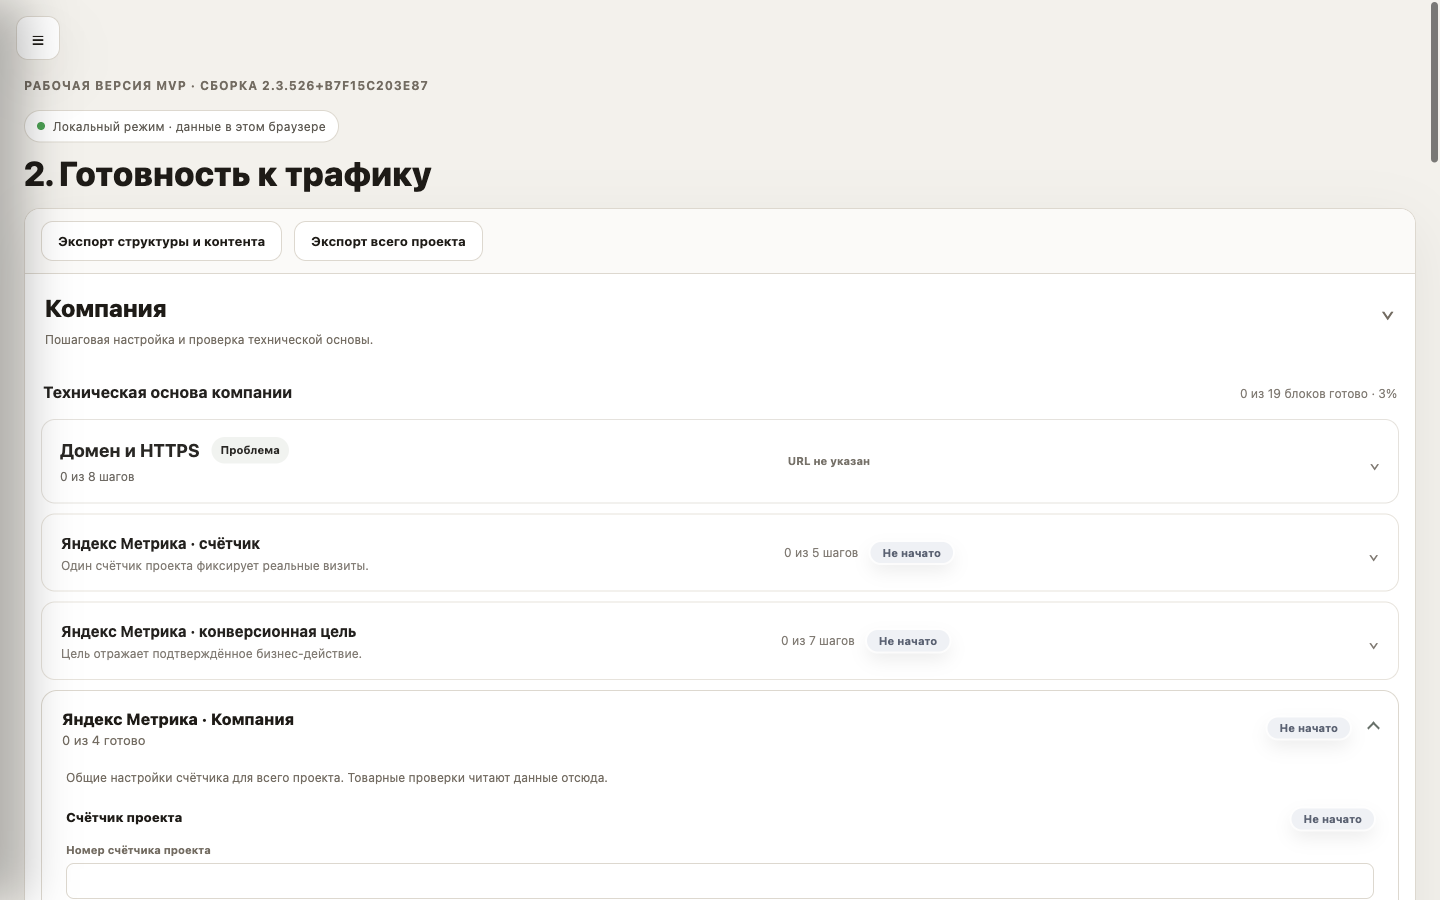 ≡
РАБОЧАЯ ВЕРСИЯ MVP · СБОРКА 2.3.526+B7F15C203E87
Локальный режим · данные в этом браузере
2. Готовность к трафику
Экспорт структуры и контента
Экспорт всего проекта
Компания
Пошаговая настройка и проверка технической основы.
Техническая основа компании
0 из 19 блоков готово · 3%
Домен и HTTPS
Проблема
0 из 8 шагов
URL не указан
Яндекс Метрика · счётчик
Один счётчик проекта фиксирует реальные визиты.
0 из 5 шагов
Не начато
Яндекс Метрика · конверсионная цель
Цель отражает подтверждённое бизнес-действие.
0 из 7 шагов
Не начато
Яндекс Метрика · Компания
0 из 4 готово
Не начато
Общие настройки счётчика для всего проекта. Товарные проверки читают данные отсюда.
Счётчик проекта
Не начато
Номер счётчика проекта